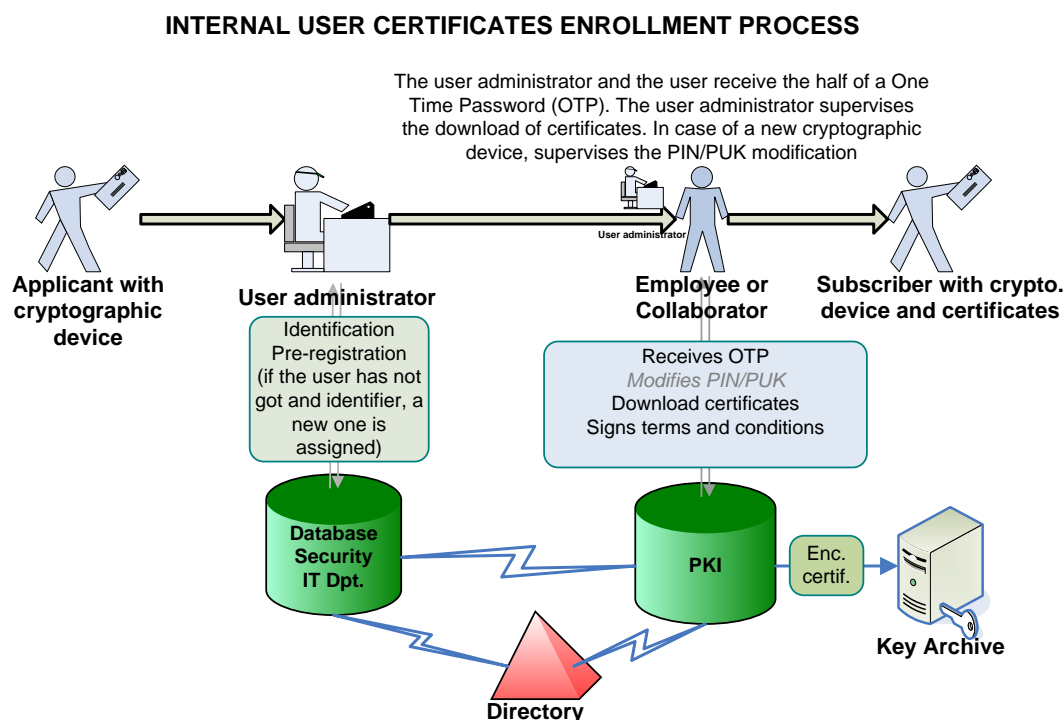 INTERNAL USER CERTIFICATES ENROLLMENT PROCESS
The user administrator and the user receive the half of a One
Time Password (OTP). The user administrator supervises
the download of certificates. In case of a new cryptographic
device, supervises the PIN/PUK modification
User administrator
Applicant with
cryptographic
device
User administrator
Employee or
Collaborator
Subscriber with crypto.
device and certificates
Identification
Pre-registration
(if the user has not
got and identifier, a
new one is
assigned)
Receives OTP
Modifies PIN/PUK
Download certificates
Signs terms and conditions
Database
Security
IT Dpt.
PKI
Enc.
certif.
Key Archive
Directory